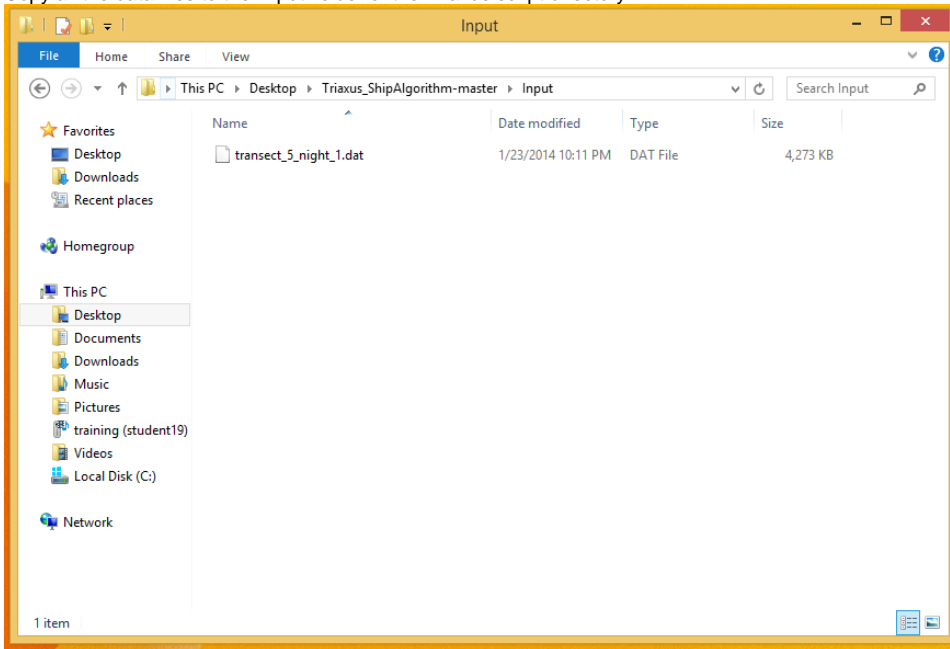 Input
File Home Share View
This PC Desktop Triaxus_ShipAlgorithm-master Input Search Input
Favorites
Desktop
Downloads
Recent places
Homegroup
This PC
Desktop
Documents
Downloads
Music
Pictures
training (student19)
Videos
Local Disk (C:)
Network
Name Date modified Type Size
transect_5_night_1.dat 1/23/2014 10:11 PM DAT File 4,273 KB
1 item